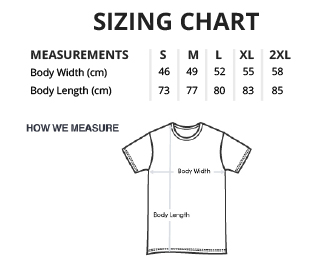 SIZING CHART
MEASUREMENTS S M L XL 2XL
Body Width (cm) 46 49 52 55 58
Body Length (cm) 73 77 80 83 85
HOW WE MEASURE
Body Width
Body Length